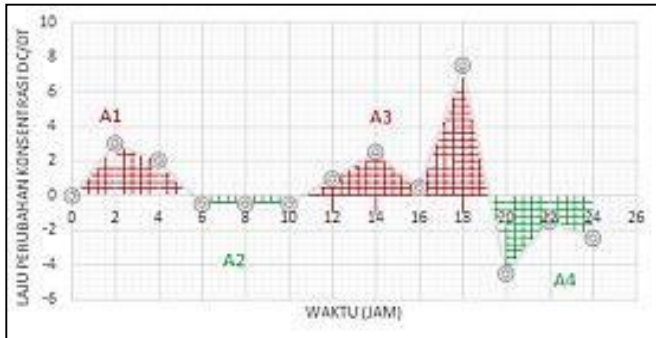 LAJU PERUBAHAN KONSENTRASI DC/DT
10
8
6
4
2
0
-2
-4
-6
A1
A2
A3
A4
0 2 4 6 8 10 12 14 16 18 20 22 24 26
WAKTU (JAM)